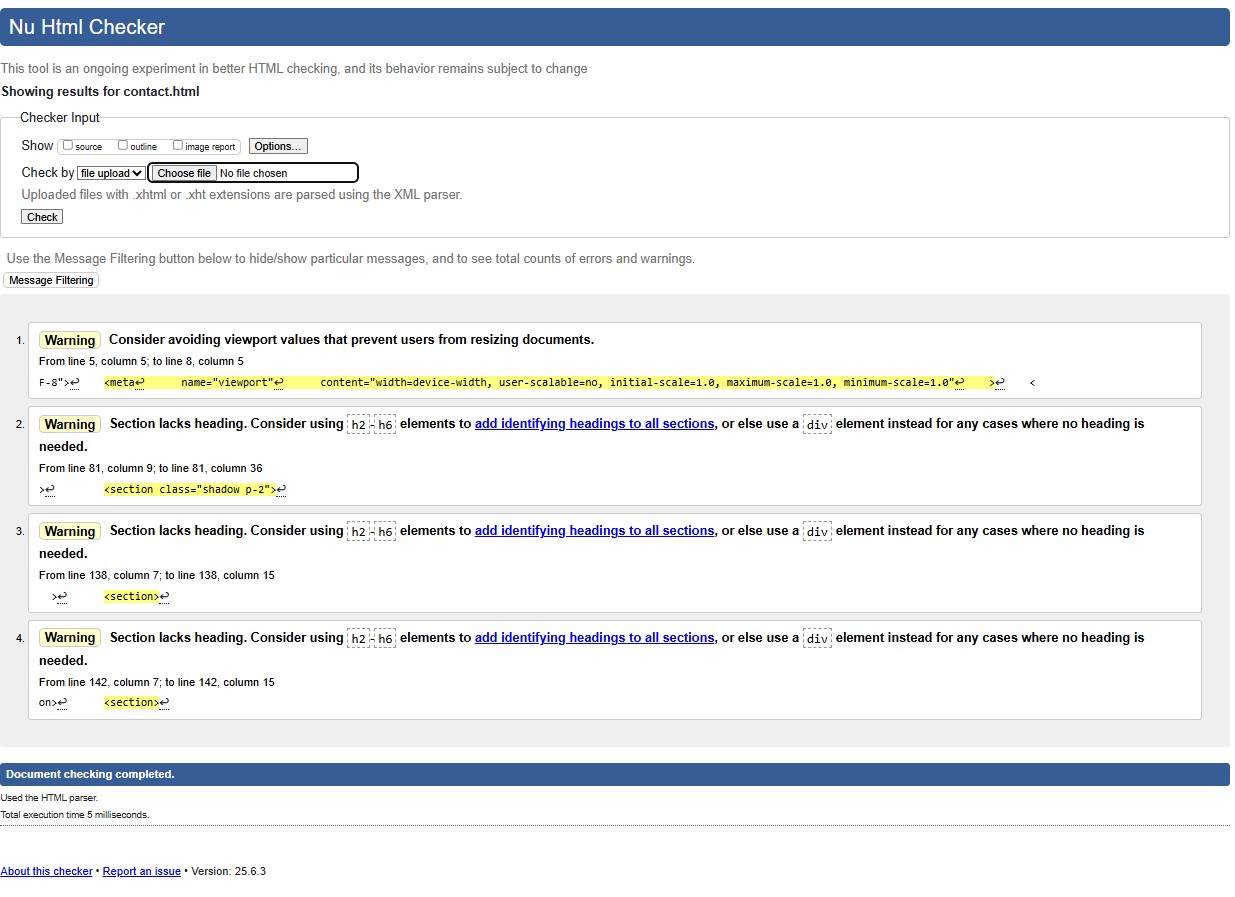 Nu Html Checker
This tool is an ongoing experiment in better HTML checking, and its behavior remains subject to change
Showing results for contact.html
Checker Input
Show source outline image report Options...
Check by file upload Choose file No file chosen
Uploaded files with .xhtml or .xht extensions are parsed using the XML parser.
Check
Use the Message Filtering button below to hide/show particular messages, and to see total counts of errors and warnings.
Message Filtering
1. Warning Consider avoiding viewport values that prevent users from resizing documents.
From line 5, column 5; to line 8, column 5
F-8">↩ <meta↩ name="viewport"↩ content="width=device-width, user-scalable=no, initial-scale=1.0, maximum-scale=1.0, minimum-scale=1.0"↩ >↩ <
2. Warning Section lacks heading. Consider using h2-h6 elements to add identifying headings to all sections, or else use a div element instead for any cases where no heading is
needed.
From line 81, column 9; to line 81, column 36
>↩ <section class="shadow p-2">↩
3. Warning Section lacks heading. Consider using h2-h6 elements to add identifying headings to all sections, or else use a div element instead for any cases where no heading is
needed.
From line 138, column 7; to line 138, column 15
>↩ <section>↩
4. Warning Section lacks heading. Consider using h2-h6 elements to add identifying headings to all sections, or else use a div element instead for any cases where no heading is
needed.
From line 142, column 7; to line 142, column 15
on>↩ <section>↩
Document checking completed.
Used the HTML parser.
Total execution time 5 milliseconds.
About this checker • Report an issue • Version: 25.6.3